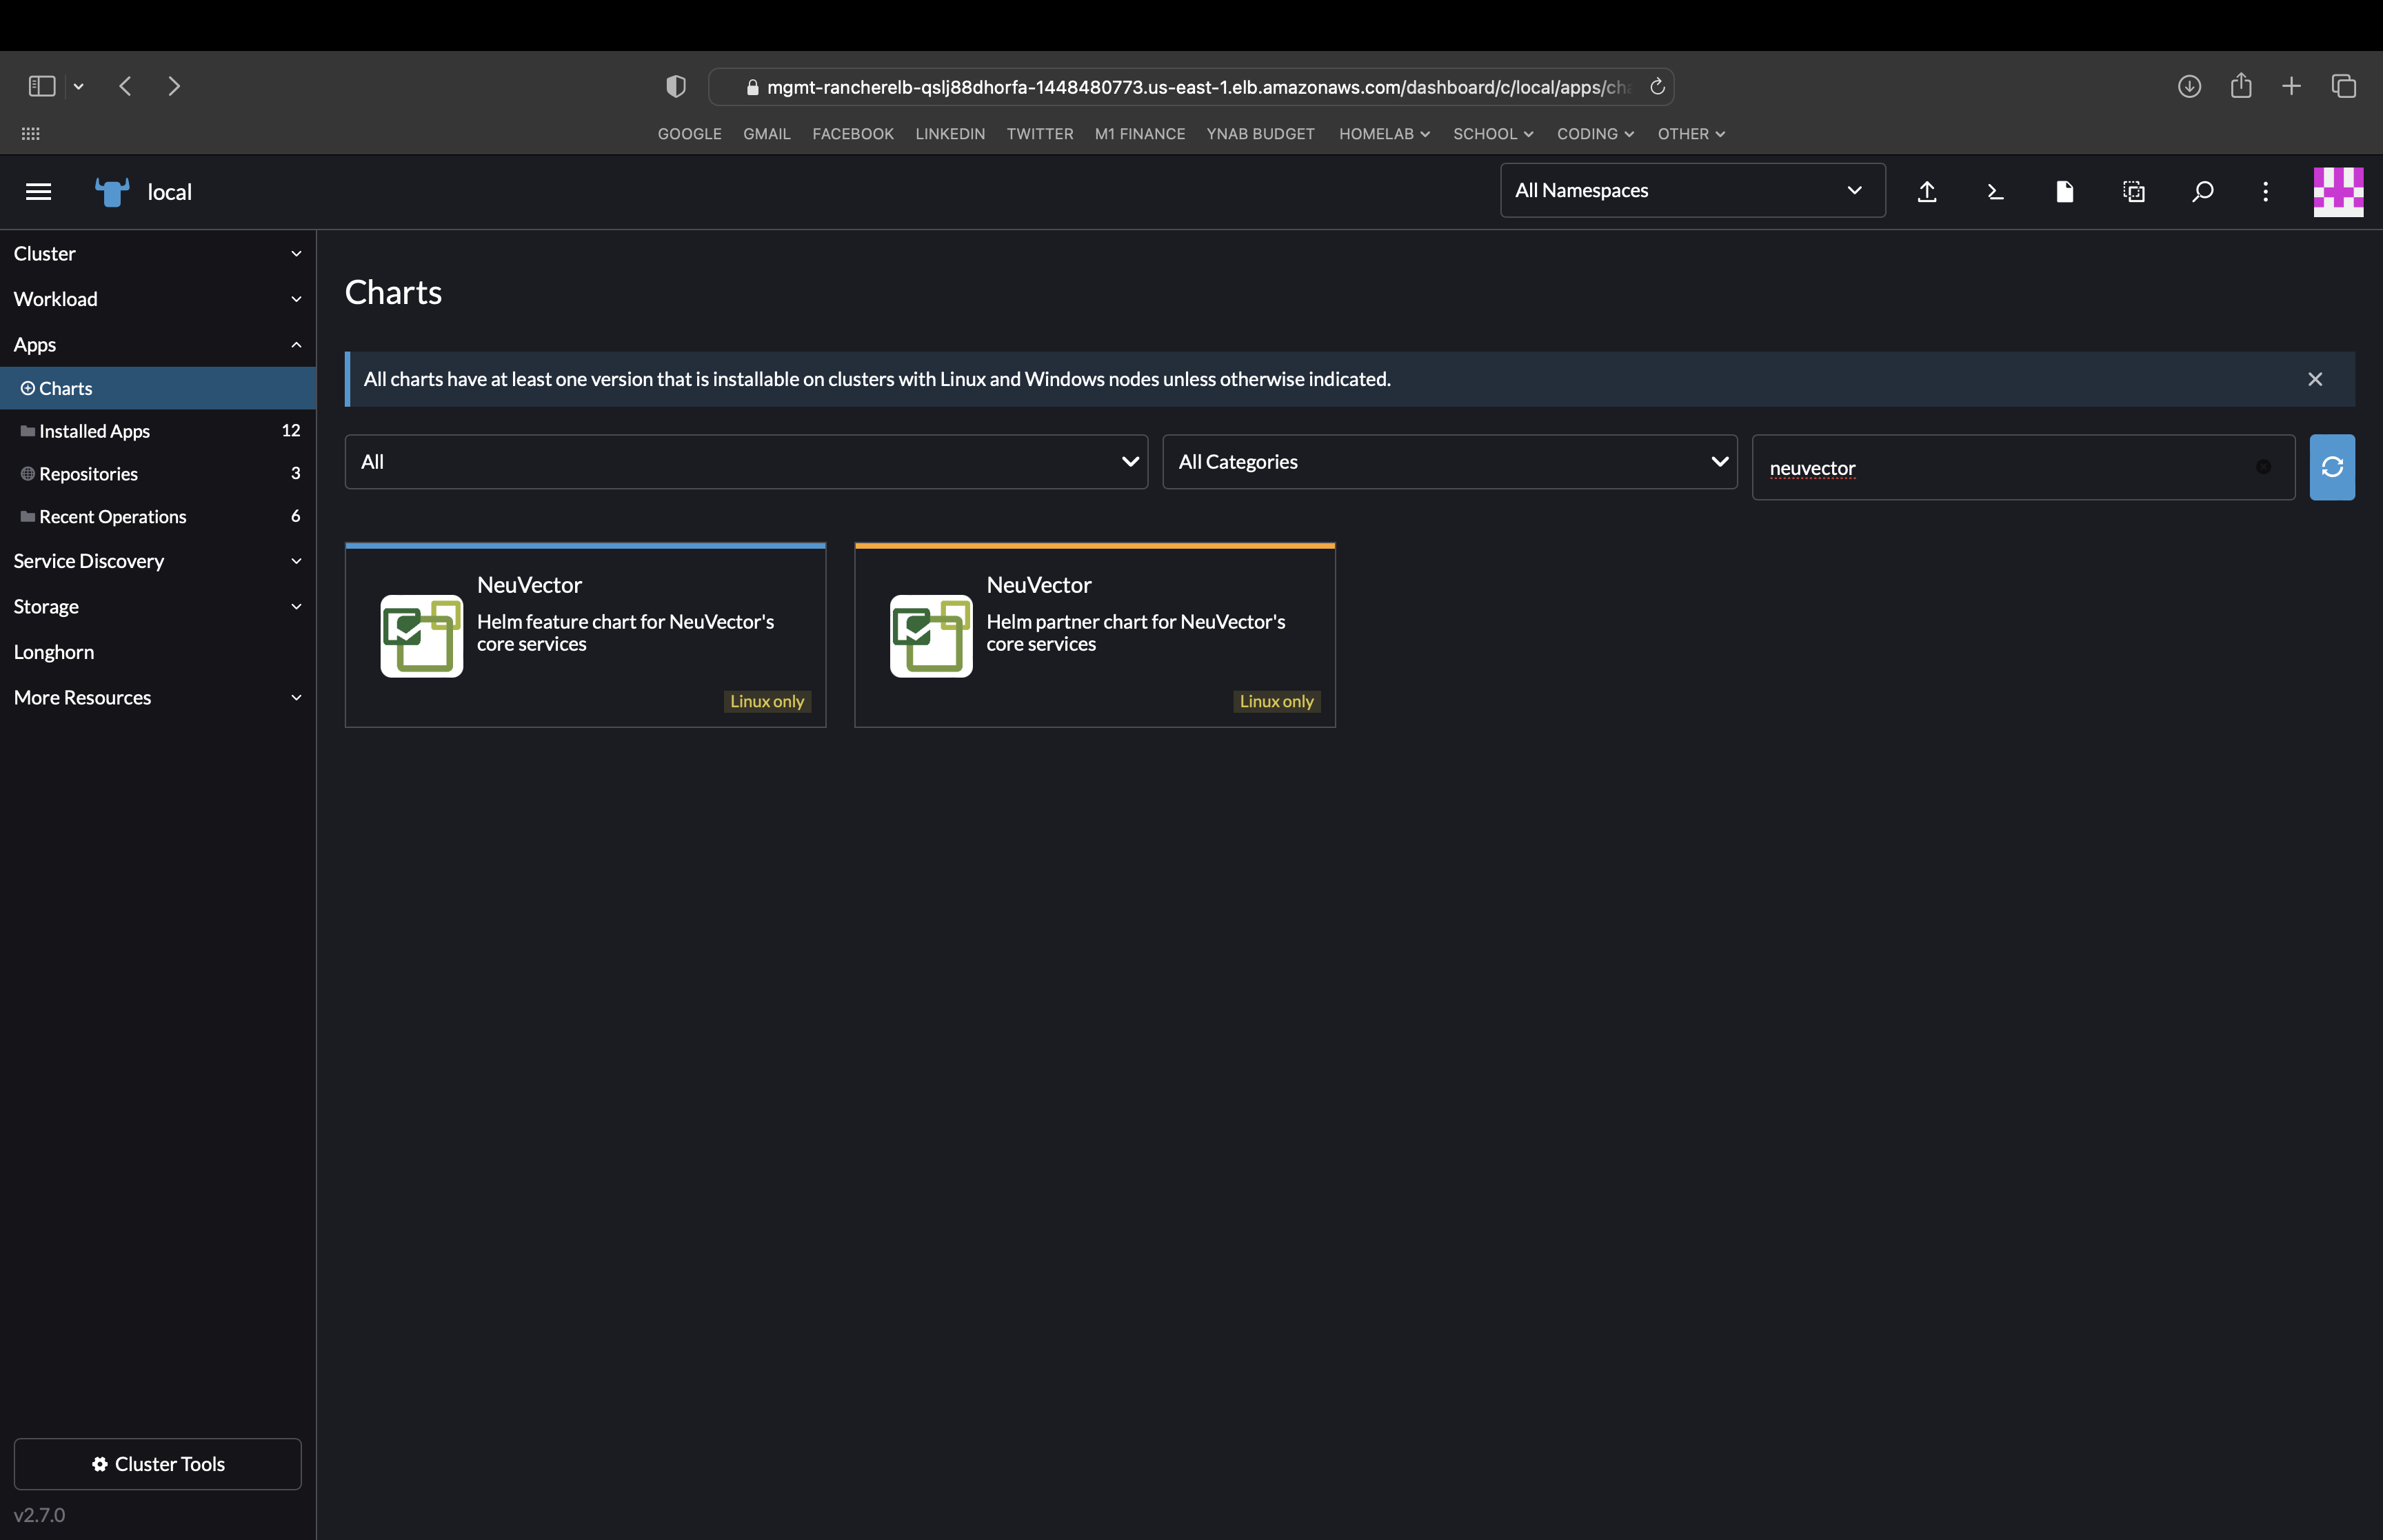 mgmt-rancherelb-qslj88dhorfa-1448480773.us-east-1.elb.amazonaws.com/dashboard/c/local/apps/cha
GOOGLE GMAIL FACEBOOK LINKEDIN TWITTER M1 FINANCE YNAB BUDGET HOMELAB SCHOOL CODING OTHER
local
All Namespaces
Cluster
Workload
Apps
Charts
Installed Apps 12
Repositories 3
Recent Operations 6
Service Discovery
Storage
Longhorn
More Resources
Cluster Tools
v2.7.0
Charts
All charts have at least one version that is installable on clusters with Linux and Windows nodes unless otherwise indicated.
All
All Categories
neuvector
NeuVector
Helm feature chart for NeuVector's
core services
Linux only
NeuVector
Helm partner chart for NeuVector's
core services
Linux only